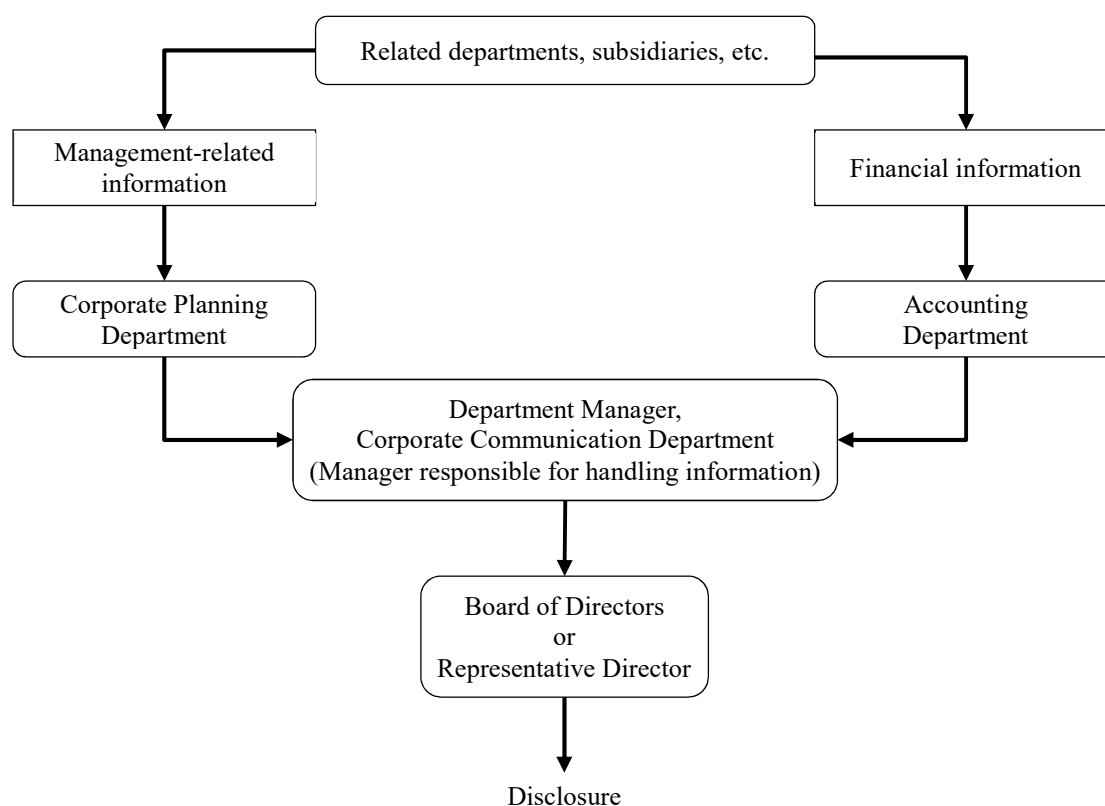 Related departments, subsidiaries, etc.
Management-related
information
Financial information
Corporate Planning
Department
Accounting
Department
Department Manager,
Corporate Communication Department
(Manager responsible for handling information)
Board of Directors
or
Representative Director
Disclosure